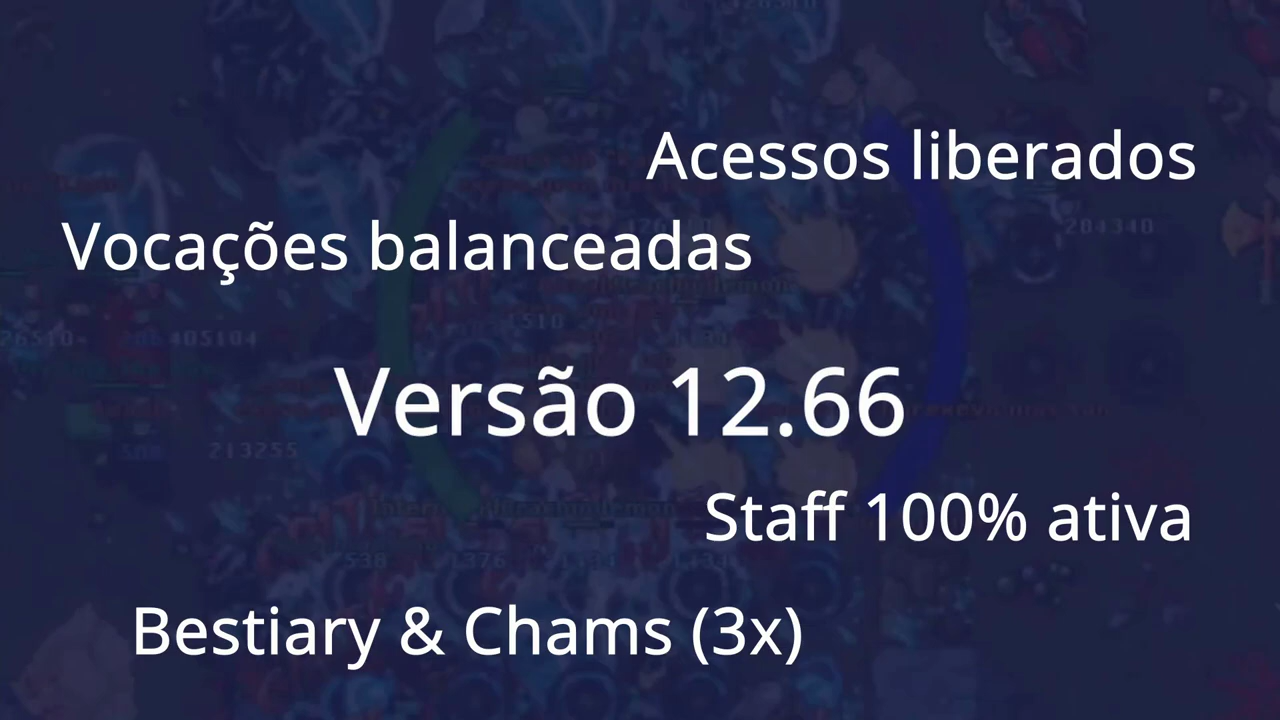 Acessos liberados
Vocações balanceadas
Versão 12.66
Staff 100% ativa
Bestiary & Chams (3x)